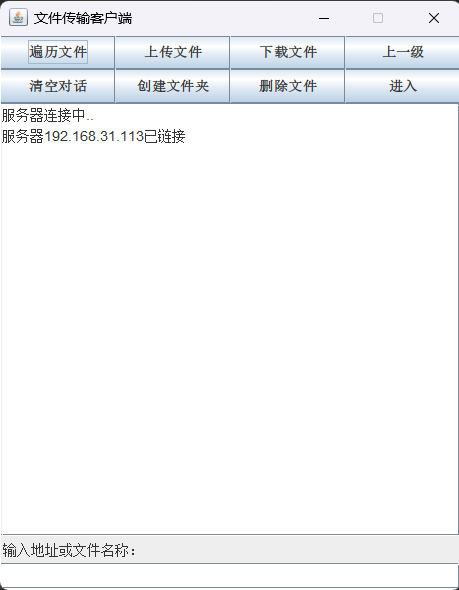 文件传输客户端
遍历文件 上传文件 下载文件 上一级
清空对话 创建文件夹 删除文件 进入
服务器连接中..
服务器192.168.31.113已链接
输入地址或文件名称：